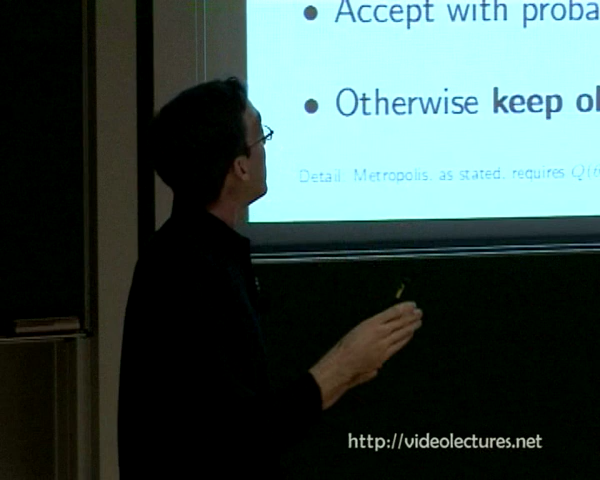 • Accept with proba
• Otherwise keep ol
Detail: Metropolis, as stated, requires Q(θ
http://videolectures.net